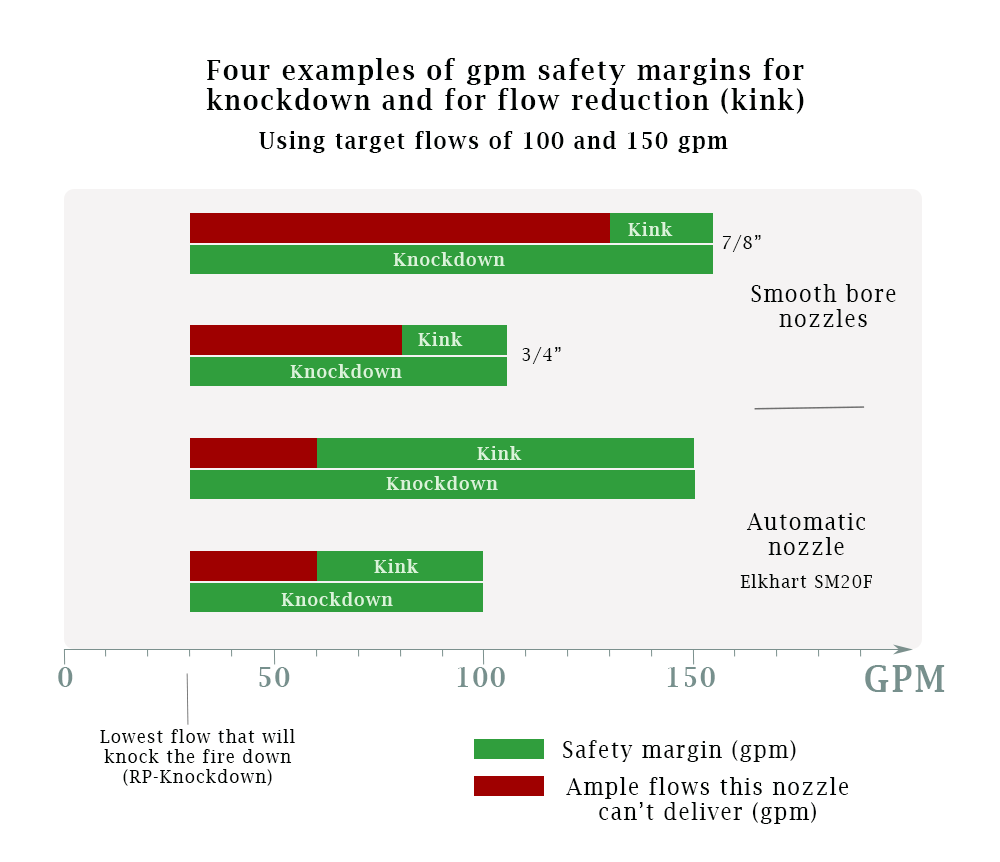 Four examples of gpm safety margins for
knockdown and for flow reduction (kink)
Using target flows of 100 and 150 gpm
Kink
Knockdown
7/8”
Smooth bore
nozzles
Kink
Knockdown
3/4”
Kink
Knockdown
Automatic
nozzle
Elkhart SM20F
Kink
Knockdown
0 50 100 150 GPM
Lowest flow that will
knock the fire down
(RP-Knockdown)
Safety margin (gpm)
Ample flows this nozzle
can’t deliver (gpm)